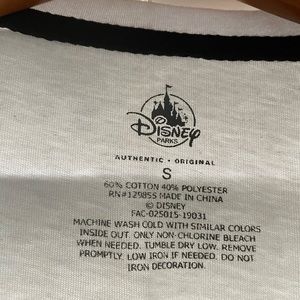 Disney
PARKS
AUTHENTIC • ORIGINAL
S
60% COTTON 40% POLYESTER
RN#129855 MADE IN CHINA
© DISNEY
FAC-025015-19031
MACHINE WASH COLD WITH SIMILAR COLORS
INSIDE OUT. ONLY NON-CHLORINE BLEACH
WHEN NEEDED. TUMBLE DRY LOW. REMOVE
PROMPTLY. LOW IRON IF NEEDED. DO NOT
IRON DECORATION.